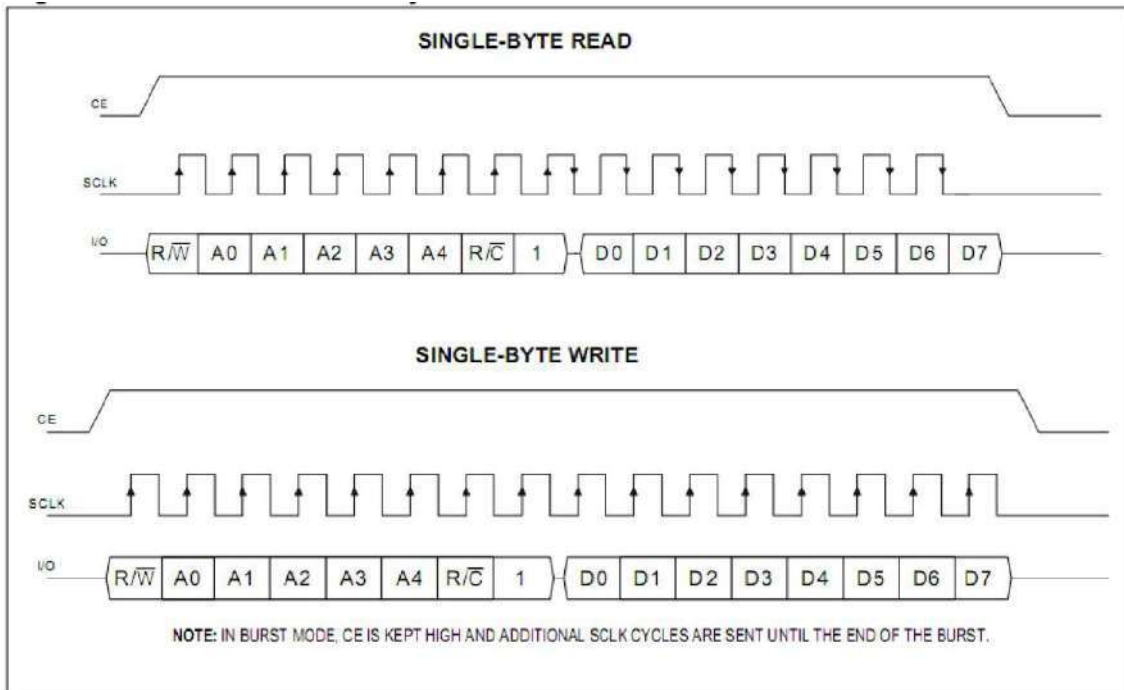 SINGLE-BYTE READ
CE
SCLK
I/O
R/W̅ A0 A1 A2 A3 A4 R/C̅ 1 D0 D1 D2 D3 D4 D5 D6 D7
SINGLE-BYTE WRITE
CE
SCLK
I/O
R/W̅ A0 A1 A2 A3 A4 R/C̅ 1 D0 D1 D2 D3 D4 D5 D6 D7
NOTE: IN BURST MODE, CE IS KEPT HIGH AND ADDITIONAL SCLK CYCLES ARE SENT UNTIL THE END OF THE BURST.